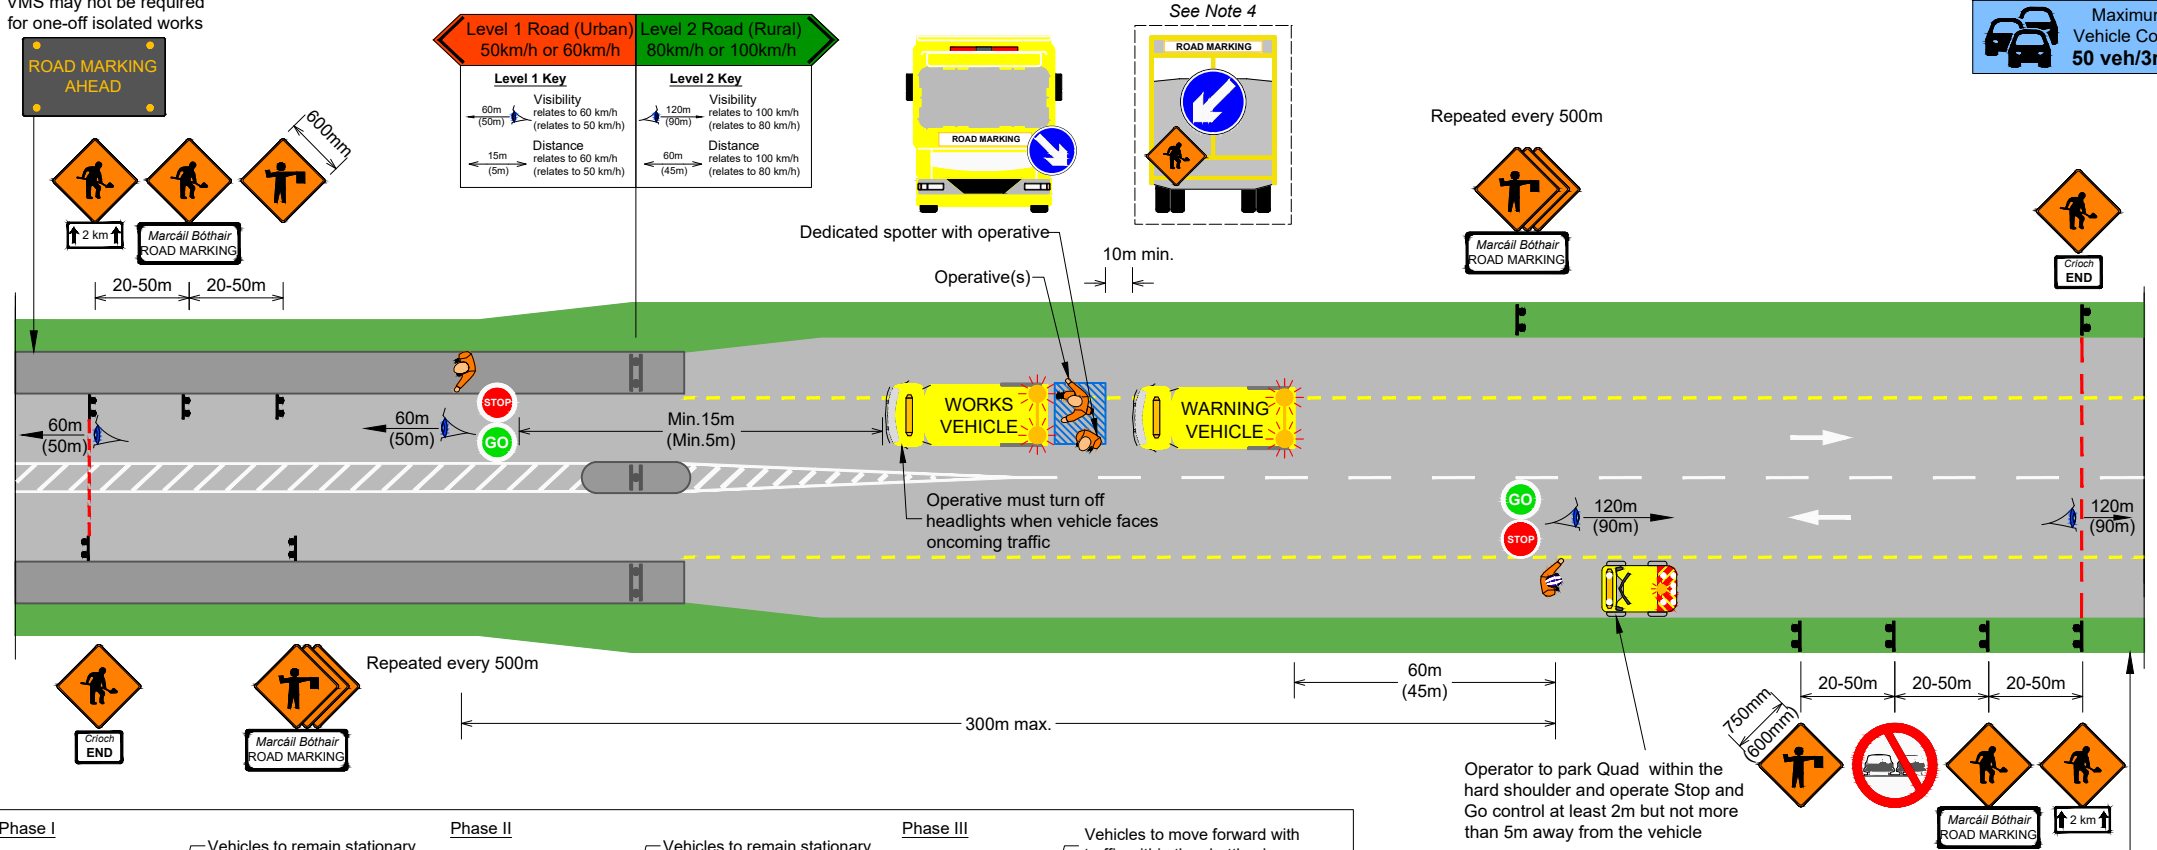 VMS may not be required
for one-off isolated works
ROAD MARKING
AHEAD
600mm
2 km
Marcáil Bóthair
ROAD MARKING
20-50m
20-50m
Level 1 Road (Urban)
50km/h or 60km/h
Level 2 Road (Rural)
80km/h or 100km/h
Level 1 Key
60m
(50m)
Visibility
relates to 60 km/h
(relates to 50 km/h)
15m
(5m)
Distance
relates to 60 km/h
(relates to 50 km/h)
Level 2 Key
120m
(90m)
Visibility
relates to 100 km/h
(relates to 80 km/h)
60m
(45m)
Distance
relates to 100 km/h
(relates to 80 km/h)
ROAD MARKING
See Note 4
ROAD MARKING
Dedicated spotter with operative
Operative(s)
10m min.
Repeated every 500m
Marcáil Bóthair
ROAD MARKING
Vehicle
50
Críoch
END
60m
(50m)
60m
(50m)
STOP
GO
Min.15m
(Min.5m)
WORKS
VEHICLE
WARNING
VEHICLE
Operative must turn off
headlights when vehicle faces
oncoming traffic
GO
STOP
120m
(90m)
120m
(90m)
Críoch
END
Repeated every 500m
Marcáil Bóthair
ROAD MARKING
300m max.
60m
(45m)
20-50m
20-50m
20-50m
750mm
(600mm)
Marcáil Bóthair
ROAD MARKING
2 km
Operator to park Quad within the
hard shoulder and operate Stop and
Go control at least 2m but not more
than 5m away from the vehicle
Phase I
Vehicles to remain stationary
Phase II
Vehicles to remain stationary
Phase III
Vehicles to move forward with